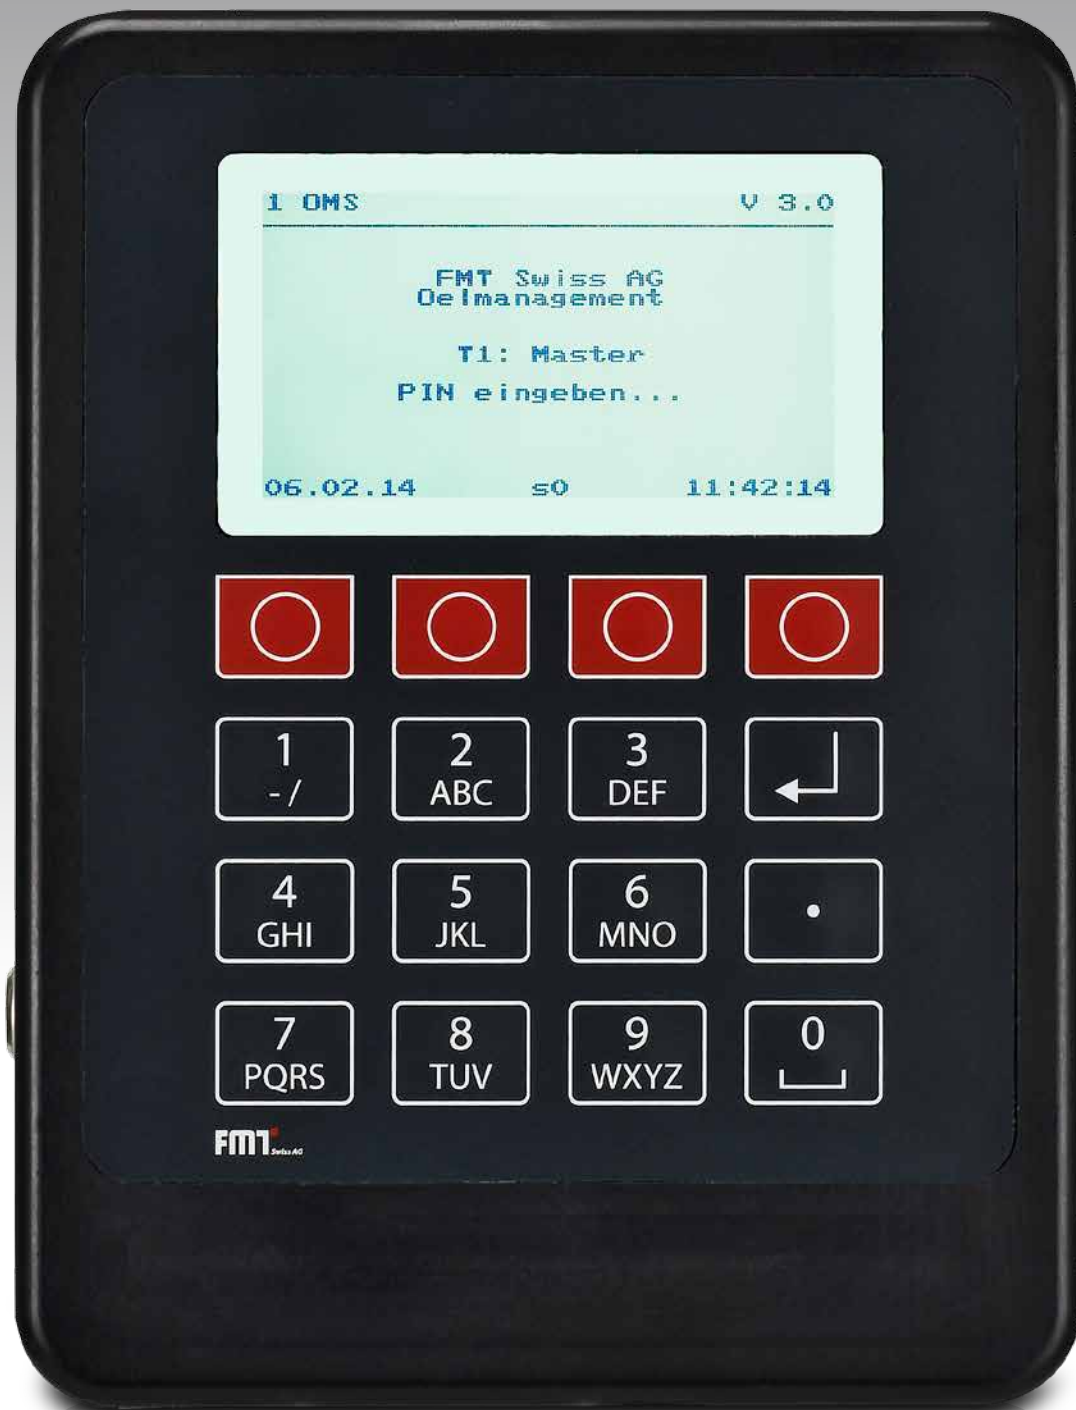 1 OMS V 3.0
FMT Swiss AG
Oelmanagement
T1: Master
PIN eingeben...
06.02.14 s0 11:42:14
1 2 3
-/ ABC DEF
4 5 6 .
GHI JKL MNO
7 8 9 0
PQRS TUV WXYZ
FMT Swiss AG